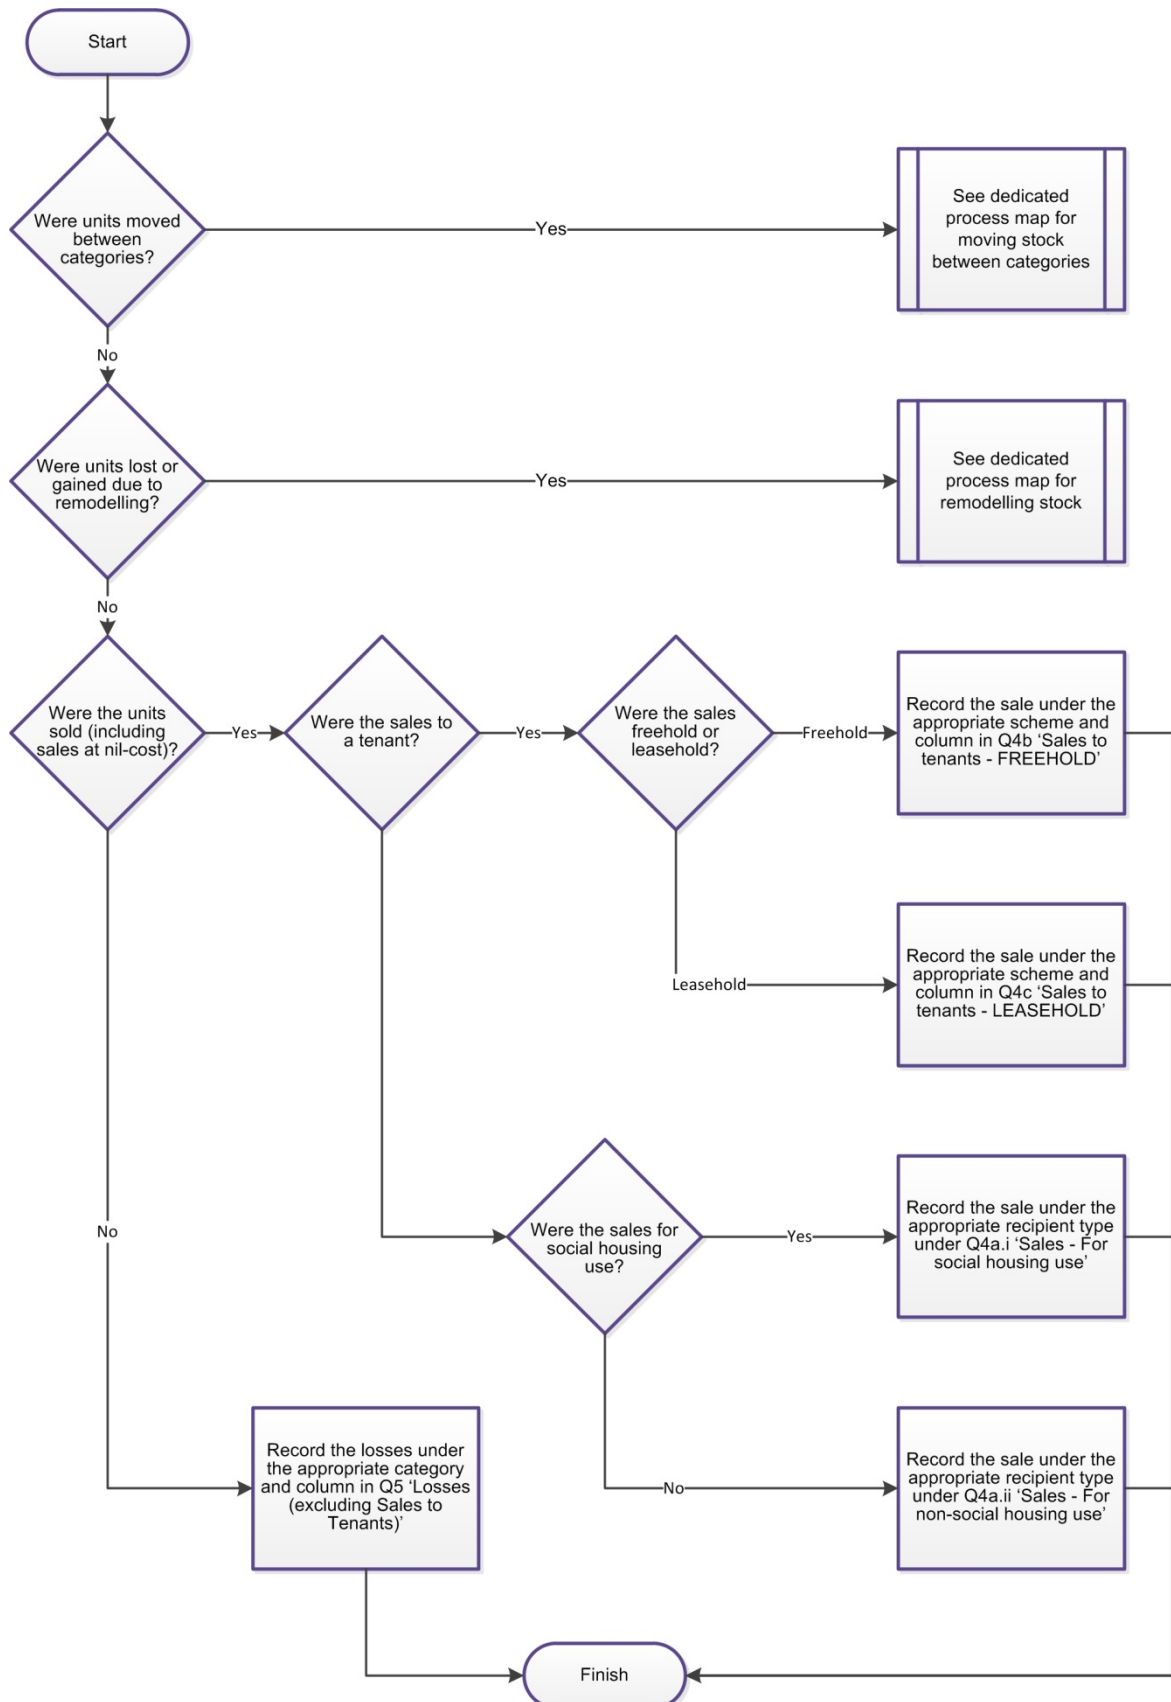 Start
Were units moved
between
categories?
Yes
See dedicated
process map for
moving stock
between categories
No
Were units lost or
gained due to
remodelling?
Yes
See dedicated
process map for
remodelling stock
No
Were the units
sold (including
sales at nil-cost)?
Yes
Were the sales to
a tenant?
Yes
Were the sales
freehold or
leasehold?
Freehold
Record the sale under the
appropriate scheme and
column in Q4b ‘Sales to
tenants - FREEHOLD’
Leasehold
Record the sale under the
appropriate scheme and
column in Q4c ‘Sales to
tenants - LEASEHOLD’
No
Were the sales for
social housing
use?
Yes
Record the sale under the
appropriate recipient type
under Q4a.i ‘Sales - For
social housing use’
Record the losses under
the appropriate category
and column in Q5 ‘Losses
(excluding Sales to
Tenants)’
No
Record the sale under the
appropriate recipient type
under Q4a.ii ‘Sales - For
non-social housing use’
Finish